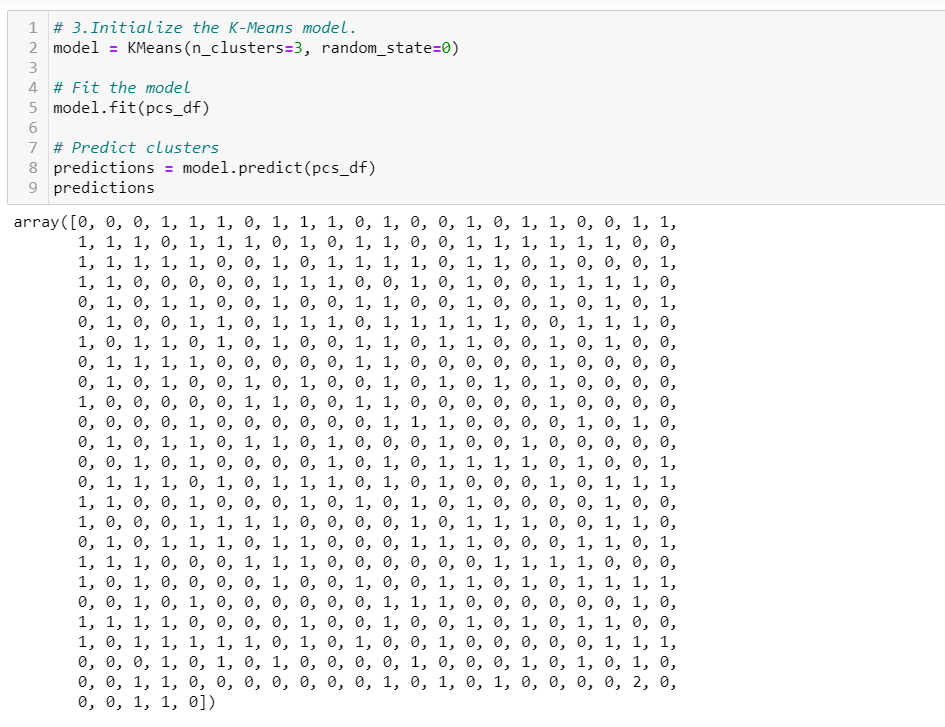 1 # 3.Initialize the K-Means model.
2 model = KMeans(n_clusters=3, random_state=0)
3
4 # Fit the model
5 model.fit(pcs_df)
6
7 # Predict clusters
8 predictions = model.predict(pcs_df)
9 predictions
array([0, 0, 0, 1, 1, 1, 0, 1, 1, 1, 0, 1, 0, 0, 1, 0, 1, 1, 0, 0, 1, 1,
1, 1, 1, 0, 1, 1, 1, 0, 1, 0, 1, 1, 0, 0, 1, 1, 1, 1, 1, 1, 0, 0,
1, 1, 1, 1, 1, 0, 0, 1, 0, 1, 1, 1, 1, 0, 1, 1, 0, 1, 0, 0, 0, 1,
1, 1, 0, 0, 0, 0, 0, 1, 1, 1, 0, 0, 1, 0, 1, 0, 0, 1, 1, 1, 1, 0,
0, 1, 0, 1, 1, 0, 0, 1, 0, 0, 1, 1, 0, 0, 1, 0, 0, 1, 0, 1, 0, 1,
0, 1, 0, 0, 1, 1, 0, 1, 1, 1, 0, 1, 1, 1, 1, 1, 0, 0, 1, 1, 1, 0,
1, 0, 1, 1, 0, 1, 0, 1, 0, 0, 1, 1, 0, 1, 1, 0, 0, 1, 0, 1, 0, 0,
0, 1, 1, 1, 1, 0, 0, 0, 0, 0, 1, 1, 0, 0, 0, 0, 0, 1, 0, 0, 0, 0,
0, 1, 0, 1, 0, 0, 1, 0, 1, 0, 0, 1, 0, 1, 0, 1, 0, 1, 0, 0, 0, 0,
1, 0, 0, 0, 0, 0, 1, 1, 0, 0, 1, 1, 0, 0, 0, 0, 0, 1, 0, 0, 0, 0,
0, 0, 0, 0, 1, 0, 0, 0, 0, 0, 0, 1, 1, 1, 0, 0, 0, 0, 1, 0, 1, 0,
0, 1, 0, 1, 1, 0, 1, 1, 0, 1, 0, 0, 0, 1, 0, 0, 1, 0, 0, 0, 0, 0,
0, 0, 1, 0, 1, 0, 0, 0, 0, 1, 0, 1, 0, 1, 1, 1, 1, 0, 1, 0, 0, 1,
0, 1, 1, 1, 0, 1, 0, 1, 0, 1, 0, 1, 0, 0, 1, 0, 0, 0, 1, 0, 1, 1, 1,
1, 1, 0, 0, 1, 0, 0, 0, 1, 0, 1, 0, 1, 0, 1, 0, 0, 0, 0, 1, 0, 0,
1, 0, 0, 0, 1, 1, 1, 1, 0, 0, 0, 0, 1, 0, 1, 1, 1, 0, 0, 1, 1, 0,
0, 1, 0, 1, 1, 1, 0, 1, 1, 0, 0, 0, 1, 1, 1, 0, 0, 0, 1, 1, 0, 1,
1, 1, 1, 0, 0, 0, 1, 1, 1, 0, 0, 0, 0, 0, 0, 1, 1, 1, 1, 0, 0, 0,
1, 0, 1, 0, 0, 0, 0, 1, 0, 0, 1, 0, 0, 1, 1, 0, 1, 0, 1, 1, 1, 1,
0, 0, 1, 0, 1, 0, 0, 0, 0, 0, 0, 1, 1, 1, 0, 0, 0, 0, 0, 0, 1, 0,
1, 1, 1, 1, 0, 0, 0, 0, 1, 0, 0, 1, 0, 0, 1, 0, 1, 0, 1, 1, 0, 0,
1, 0, 1, 1, 1, 1, 1, 0, 1, 0, 1, 0, 0, 1, 0, 0, 0, 0, 0, 1, 1, 1,
0, 0, 0, 1, 0, 1, 0, 1, 0, 0, 0, 0, 1, 0, 0, 0, 1, 0, 1, 0, 1, 0,
0, 0, 1, 1, 0, 0, 0, 0, 0, 0, 0, 1, 0, 1, 0, 1, 0, 0, 0, 0, 2, 0,
0, 0, 1, 1, 0])